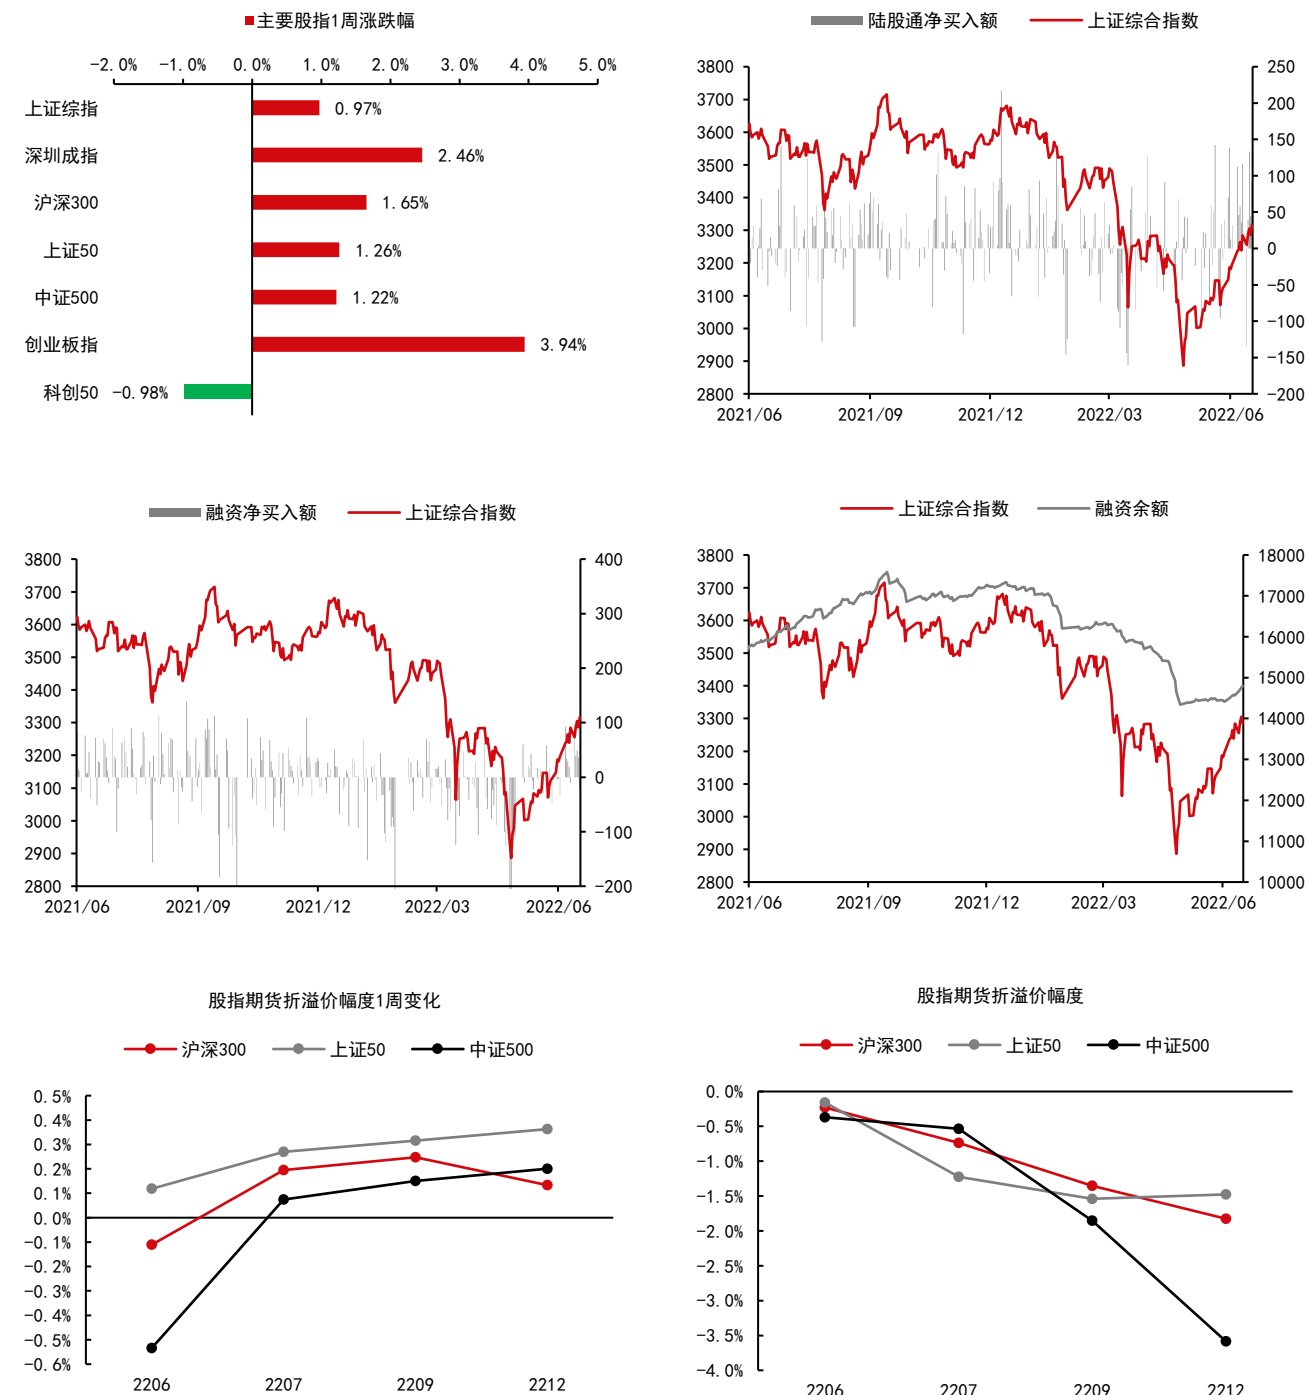 主要股指1周涨跌幅
-2.0% -1.0% 0.0% 1.0% 2.0% 3.0% 4.0% 5.0%
上证综指 0.97%
深圳成指 2.46%
沪深300 1.65%
上证50 1.26%
中证500 1.22%
创业板指 3.94%
科创50 -0.98%
陆股通净买入额 上证综合指数
3800 250
3700 200
3600 150
3500 100
3400 50
3300 0
3200 -50
3100 -100
3000 -150
2900 -200
2800
2021/06 2021/09 2021/12 2022/03 2022/06
融资净买入额 上证综合指数
3800 400
3700 300
3600 200
3500 100
3400 0
3300 -100
3200 -200
3100
3000
2900
2800
2021/06 2021/09 2021/12 2022/03 2022/06
上证综合指数 融资余额
3800 18000
3700 17000
3600 16000
3500 15000
3400 14000
3300 13000
3200 12000
3100 11000
3000 10000
2900
2800
2021/06 2021/09 2021/12 2022/03 2022/06
股指期货折溢价幅度1周变化
沪深300 上证50 中证500
0.5%
0.4%
0.3%
0.2%
0.1%
0.0%
-0.1%
-0.2%
-0.3%
-0.4%
-0.5%
-0.6%
2206 2207 2209 2212
股指期货折溢价幅度
沪深300 上证50 中证500
0.0%
-0.5%
-1.0%
-1.5%
-2.0%
-2.5%
-3.0%
-3.5%
-4.0%
2206 2207 2209 2212